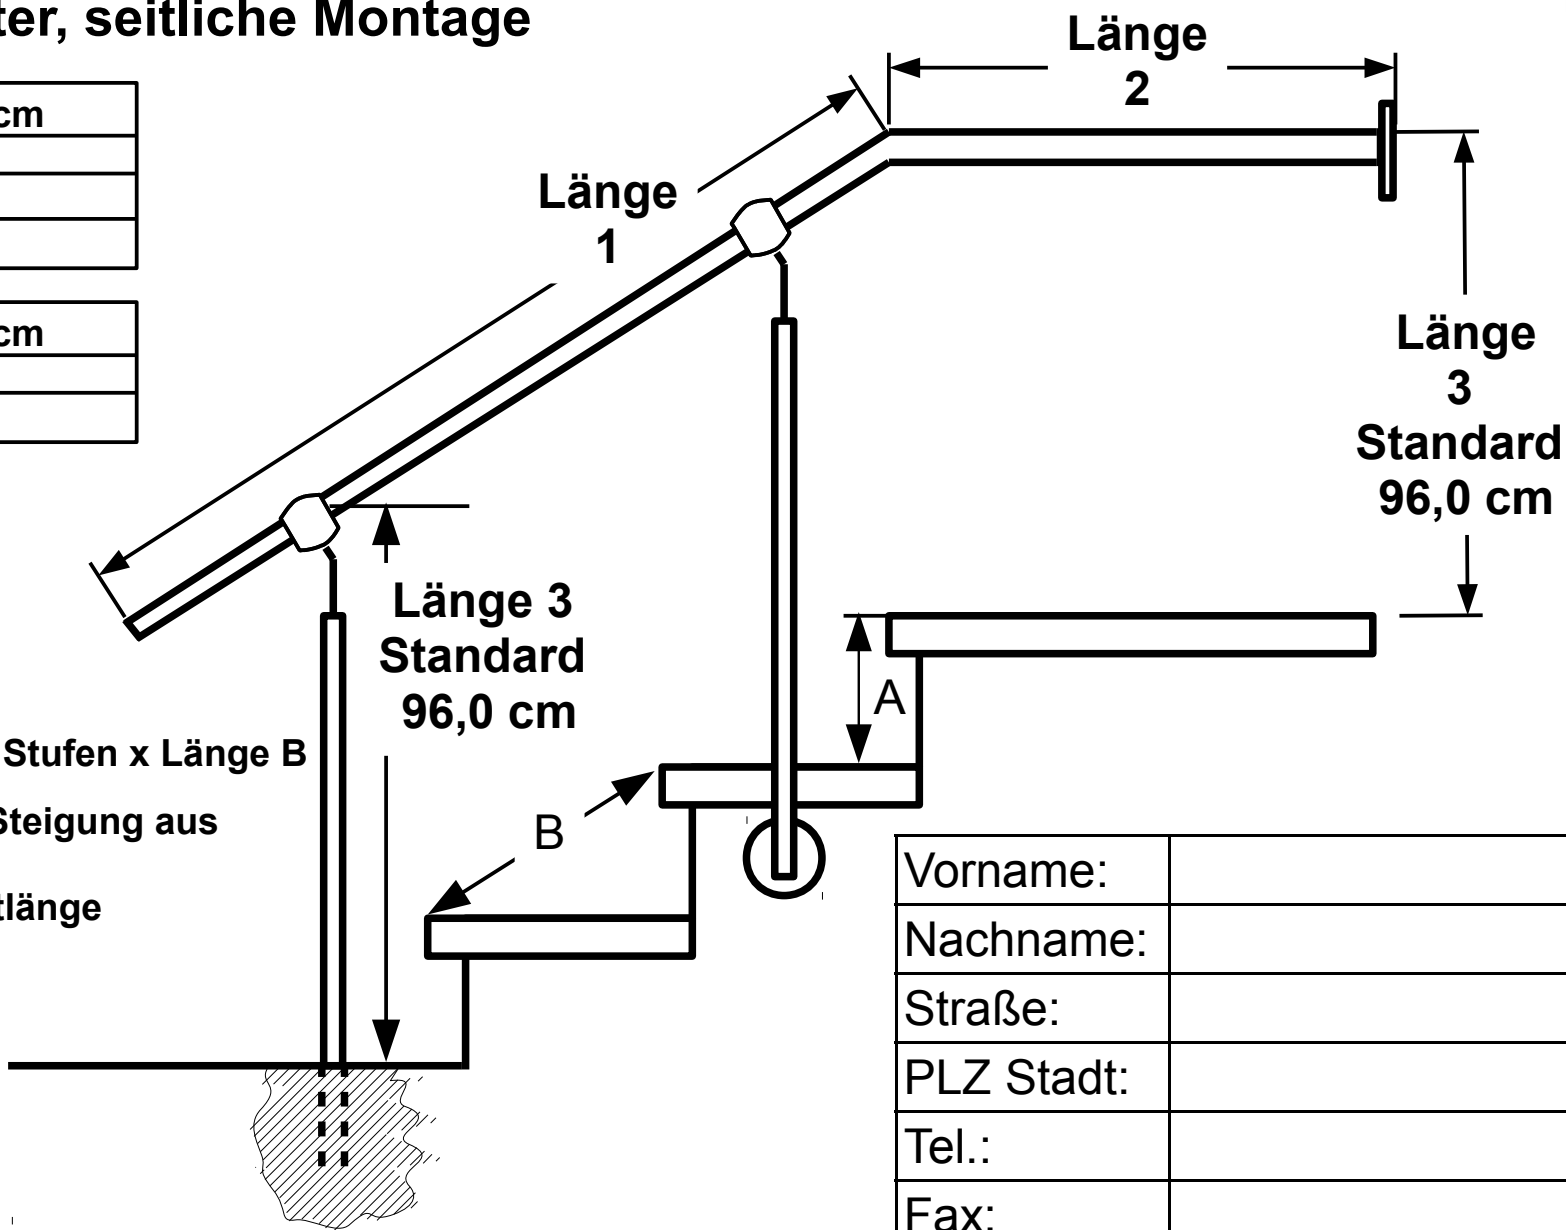 ter, seitliche Montage
cm
cm
Länge
1
Länge
2
Länge
3
Standard
96,0 cm
Länge 3
Standard
96,0 cm
A
B
Stufen x Länge B
Steigung aus
tlänge
Vorname:
Nachname:
Straße:
PLZ Stadt:
Tel.:
Fax: